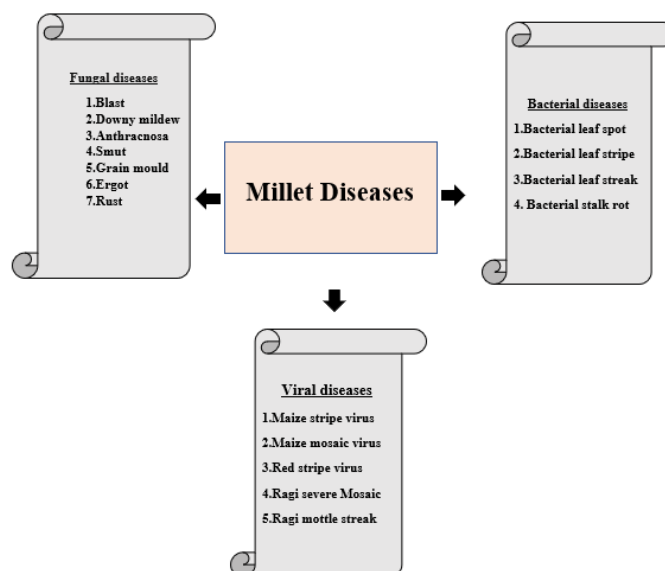 Fungal diseases
1.Blast
2.Downy mildew
3.Anthracnosa
4.Smut
5.Grain mould
6.Ergot
7.Rust
Millet Diseases
Bacterial diseases
1.Bacterial leaf spot
2.Bacterial leaf stripe
3.Bacterial leaf streak
4. Bacterial stalk rot
Viral diseases
1.Maize stripe virus
2.Maize mosaic virus
3.Red stripe virus
4.Ragi severe Mosaic
5.Ragi mottle streak